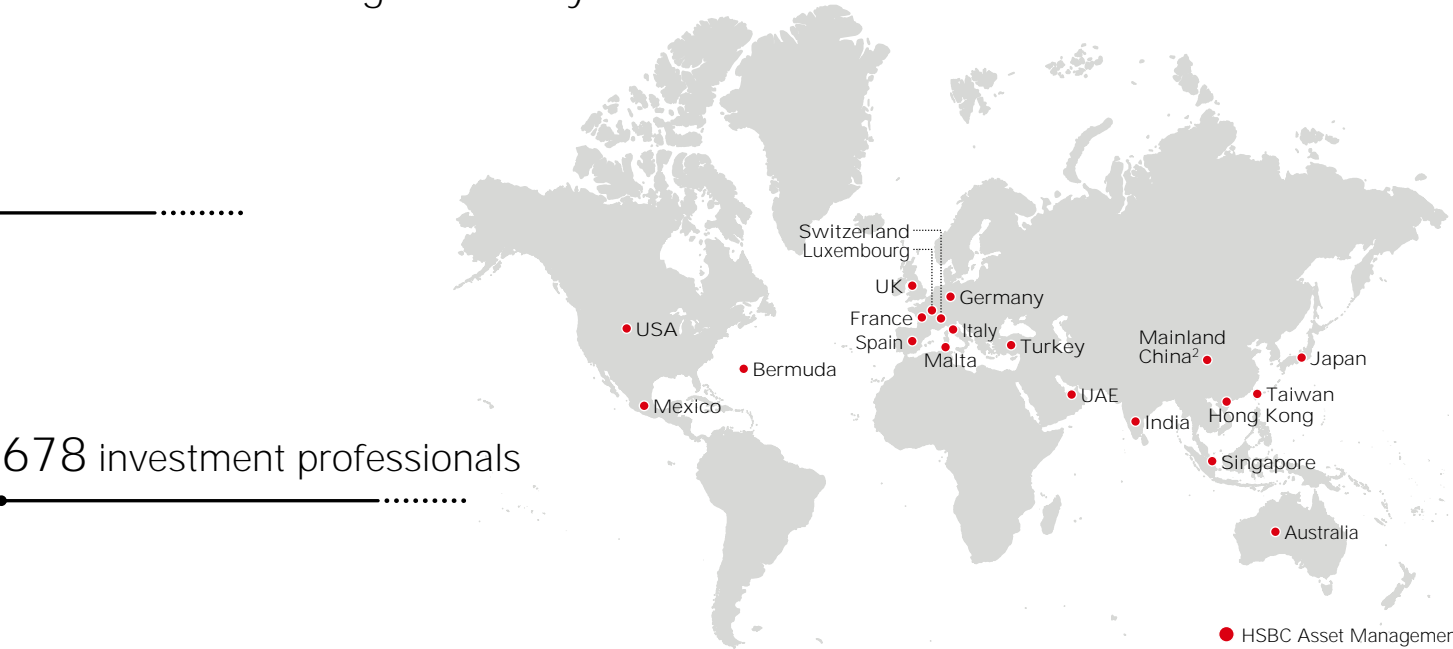 Switzerland
Luxembourg
UK
Germany
France
Italy
USA
Spain
Turkey
Malta
Mainland
China²
Japan
Bermuda
UAE
Taiwan
Mexico
Hong Kong
India
678 investment professionals
Singapore
Australia
HSBC Asset